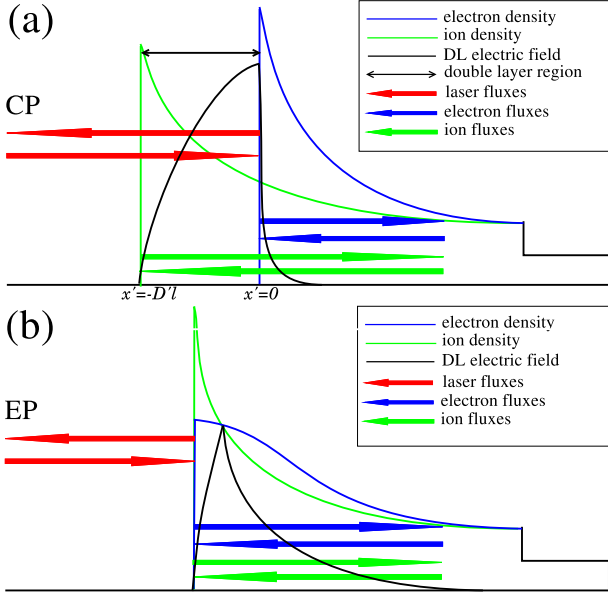 (a)
electron density
ion density
DL electric field
double layer region
laser fluxes
electron fluxes
ion fluxes
CP
x'=-D'l
x'=0
(b)
electron density
ion density
DL electric field
laser fluxes
electron fluxes
ion fluxes
EP